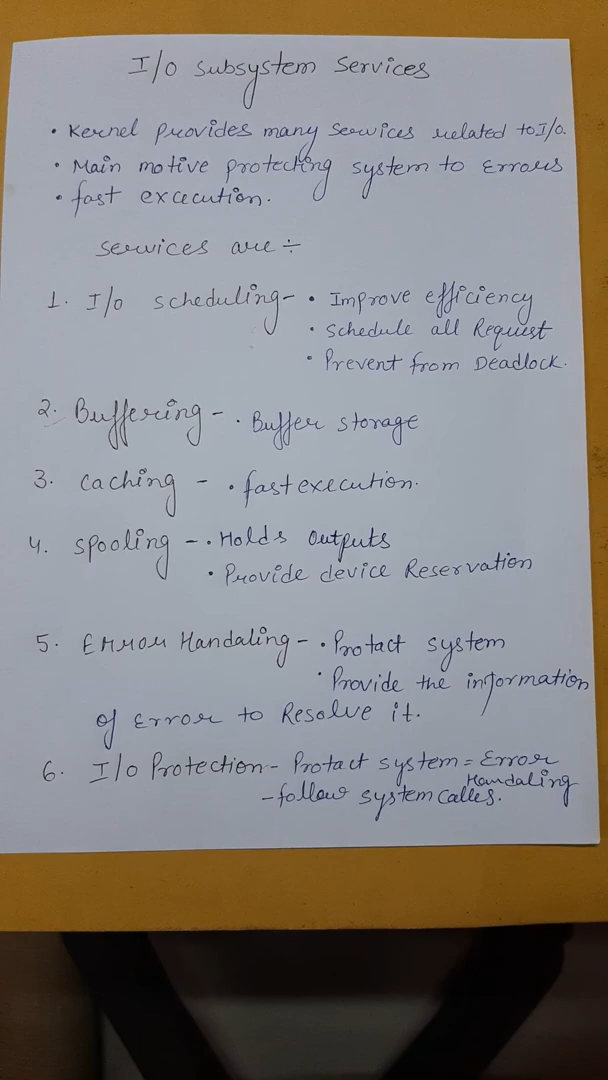 I/O Subsystem Services
• Kernel provides many services related to I/O.
• Main motive protecting system to Errors
• fast excecution.
Services are ÷
1. I/O scheduling - • Improve efficiency
• Schedule all Request
• Prevent from Deadlock.
2. Buffering - • Buffer storage
3. Caching - • fast execution.
4. Spooling - • Holds Outputs
• Provide device Reservation
5. Error Handaling - • Protact system
• Provide the information
of Error to Resolve it.
6. I/O Protection - Protact system = Error
Handaling
- follow system calles.